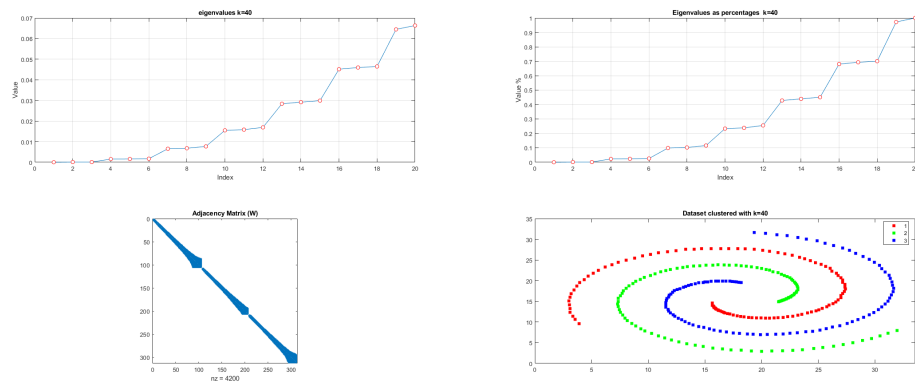 eigenvalues k=40
0.07
0.06
0.05
0.04
0.03
0.02
0.01
0
Value
0 2 4 6 8 10 12 14 16 18 20
Index
Eigenvalues as percentages k=40
1
0.9
0.8
0.7
0.6
0.5
0.4
0.3
0.2
0.1
0
Value %
0 2 4 6 8 10 12 14 16 18 20
Index
Adjacency Matrix (W)
0
50
100
150
200
250
300
0 50 100 150 200 250 300
nz = 4200
Dataset clustered with k=40
35
30
25
20
15
10
5
0
0 5 10 15 20 25 30
1
2
3